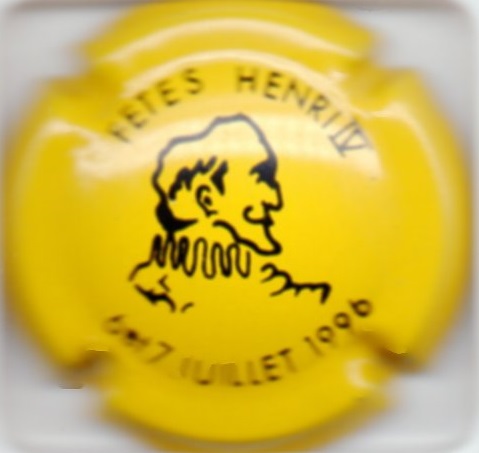 FETES HENRI IV
6 et 7 JUILLET 1996